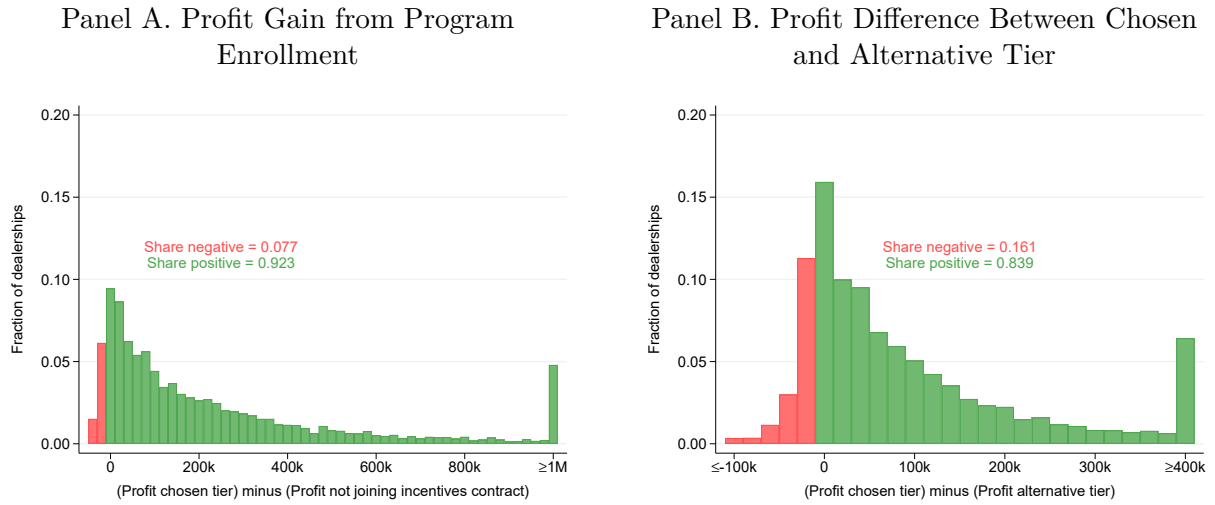 Panel A. Profit Gain from Program
Enrollment
0.20
0.15
0.10
0.05
0.00
Fraction of dealerships
Share negative = 0.077
Share positive = 0.923
0
200k
400k
600k
800k
≥1M
(Profit chosen tier) minus (Profit not joining incentives contract)
Panel B. Profit Difference Between Chosen
and Alternative Tier
0.20
0.15
0.10
0.05
0.00
Fraction of dealerships
Share negative = 0.161
Share positive = 0.839
≤-100k
0
100k
200k
300k
≥400k
(Profit chosen tier) minus (Profit alternative tier)